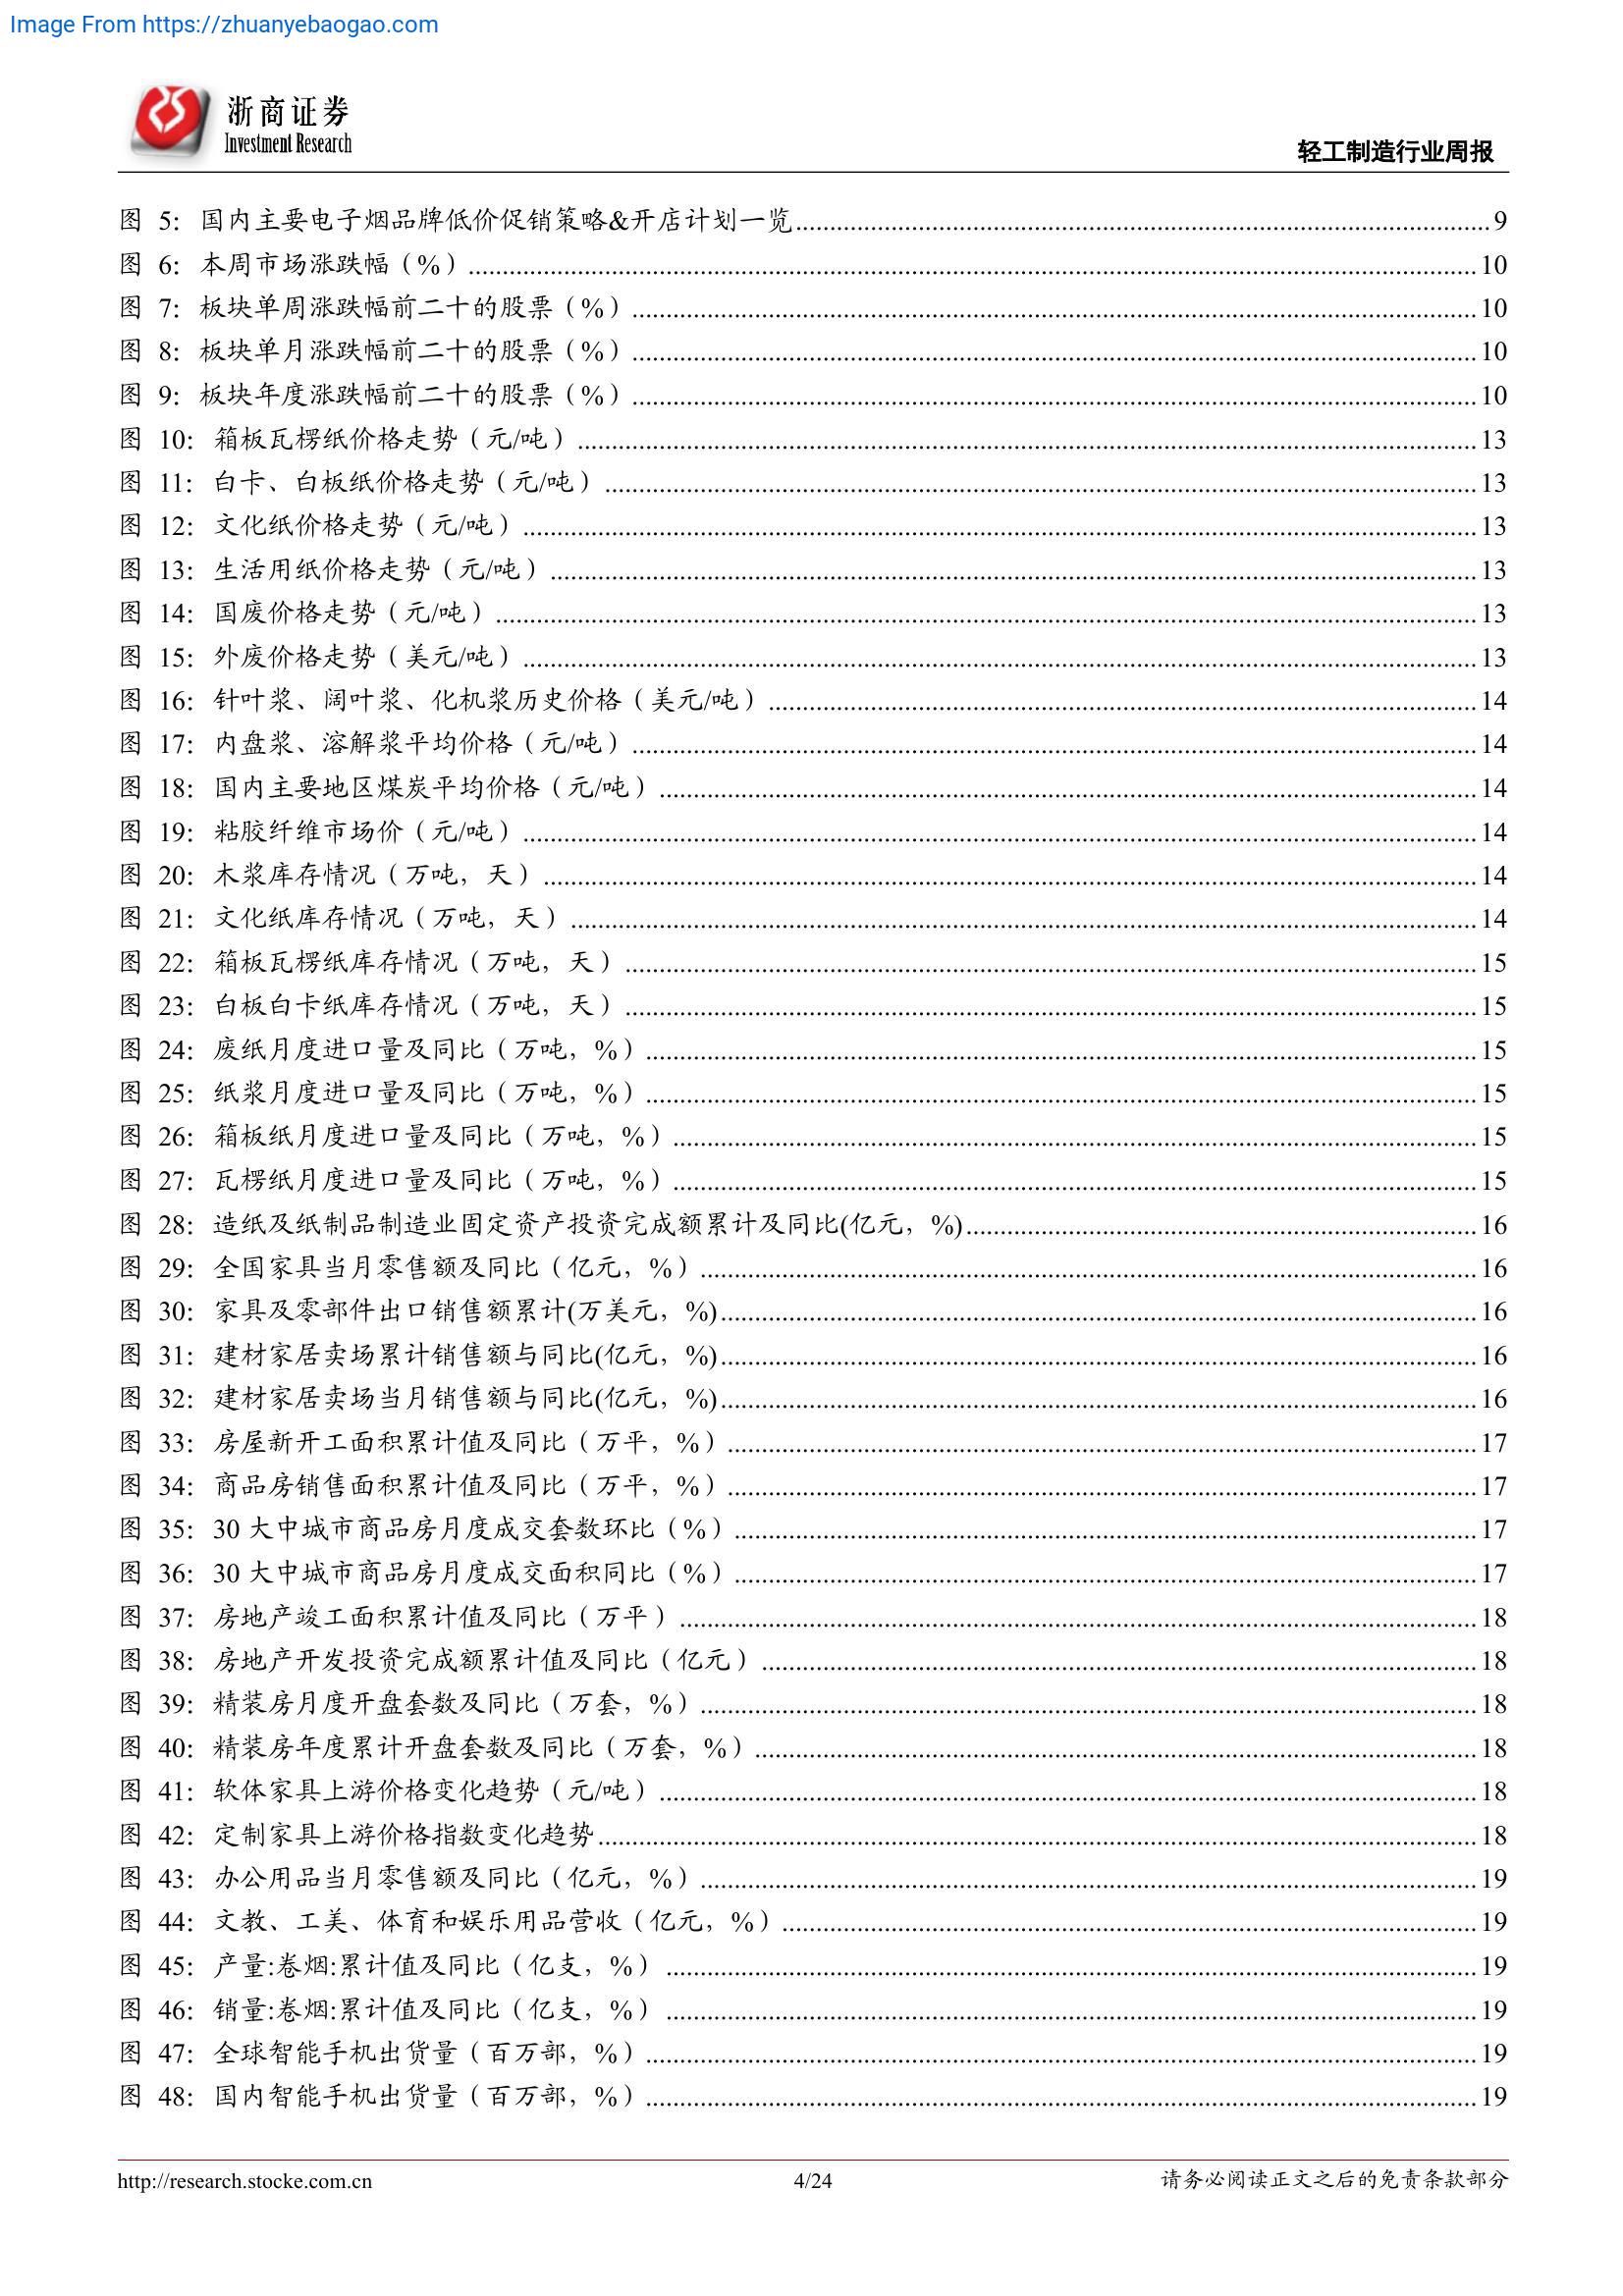 Image From https://zhuanyebaogao.com
浙商证券
Investment Research
轻工制造行业周报
图 5：国内主要电子烟品牌低价促销策略&开店计划一览........ 9
图 6：本周市场涨跌幅（%）........ 10
图 7：板块单周涨跌幅前二十的股票（%）........ 10
图 8：板块单月涨跌幅前二十的股票（%）........ 10
图 9：板块年度涨跌幅前二十的股票（%）........ 10
图 10：箱板瓦楞纸价格走势（元/吨）........ 13
图 11：白卡、白板纸价格走势（元/吨）........ 13
图 12：文化纸价格走势（元/吨）........ 13
图 13：生活用纸价格走势（元/吨）........ 13
图 14：国废价格走势（元/吨）........ 13
图 15：外废价格走势（美元/吨）........ 13
图 16：针叶浆、阔叶浆、化机浆历史价格（美元/吨）........ 14
图 17：内盘浆、溶解浆平均价格（元/吨）........ 14
图 18：国内主要地区煤炭平均价格（元/吨）........ 14
图 19：粘胶纤维市场价（元/吨）........ 14
图 20：木浆库存情况（万吨，天）........ 14
图 21：文化纸库存情况（万吨，天）........ 14
图 22：箱板瓦楞纸库存情况（万吨，天）........ 15
图 23：白板白卡纸库存情况（万吨，天）........ 15
图 24：废纸月度进口量及同比（万吨，%）........ 15
图 25：纸浆月度进口量及同比（万吨，%）........ 15
图 26：箱板纸月度进口量及同比（万吨，%）........ 15
图 27：瓦楞纸月度进口量及同比（万吨，%）........ 15
图 28：造纸及纸制品制造业固定资产投资完成额累计及同比(亿元，%)........ 16
图 29：全国家具当月零售额及同比（亿元，%）........ 16
图 30：家具及零部件出口销售额累计(万美元，%)........ 16
图 31：建材家居卖场累计销售额与同比(亿元，%)........ 16
图 32：建材家居卖场当月销售额与同比(亿元，%)........ 16
图 33：房屋新开工面积累计值及同比（万平，%）........ 17
图 34：商品房销售面积累计值及同比（万平，%）........ 17
图 35：30 大中城市商品房月度成交套数环比（%）........ 17
图 36：30 大中城市商品房月度成交面积同比（%）........ 17
图 37：房地产竣工面积累计值及同比（万平）........ 18
图 38：房地产开发投资完成额累计值及同比（亿元）........ 18
图 39：精装房月度开盘套数及同比（万套，%）........ 18
图 40：精装房年度累计开盘套数及同比（万套，%）........ 18
图 41：软体家具上游价格变化趋势（元/吨）........ 18
图 42：定制家具上游价格指数变化趋势........ 18
图 43：办公用品当月零售额及同比（亿元，%）........ 19
图 44：文教、工美、体育和娱乐用品营收（亿元，%）........ 19
图 45：产量:卷烟:累计值及同比（亿支，%）........ 19
图 46：销量:卷烟:累计值及同比（亿支，%）........ 19
图 47：全球智能手机出货量（百万部，%）........ 19
图 48：国内智能手机出货量（百万部，%）........ 19
http://research.stocke.com.cn
4/24
请务必阅读正文之后的免责条款部分